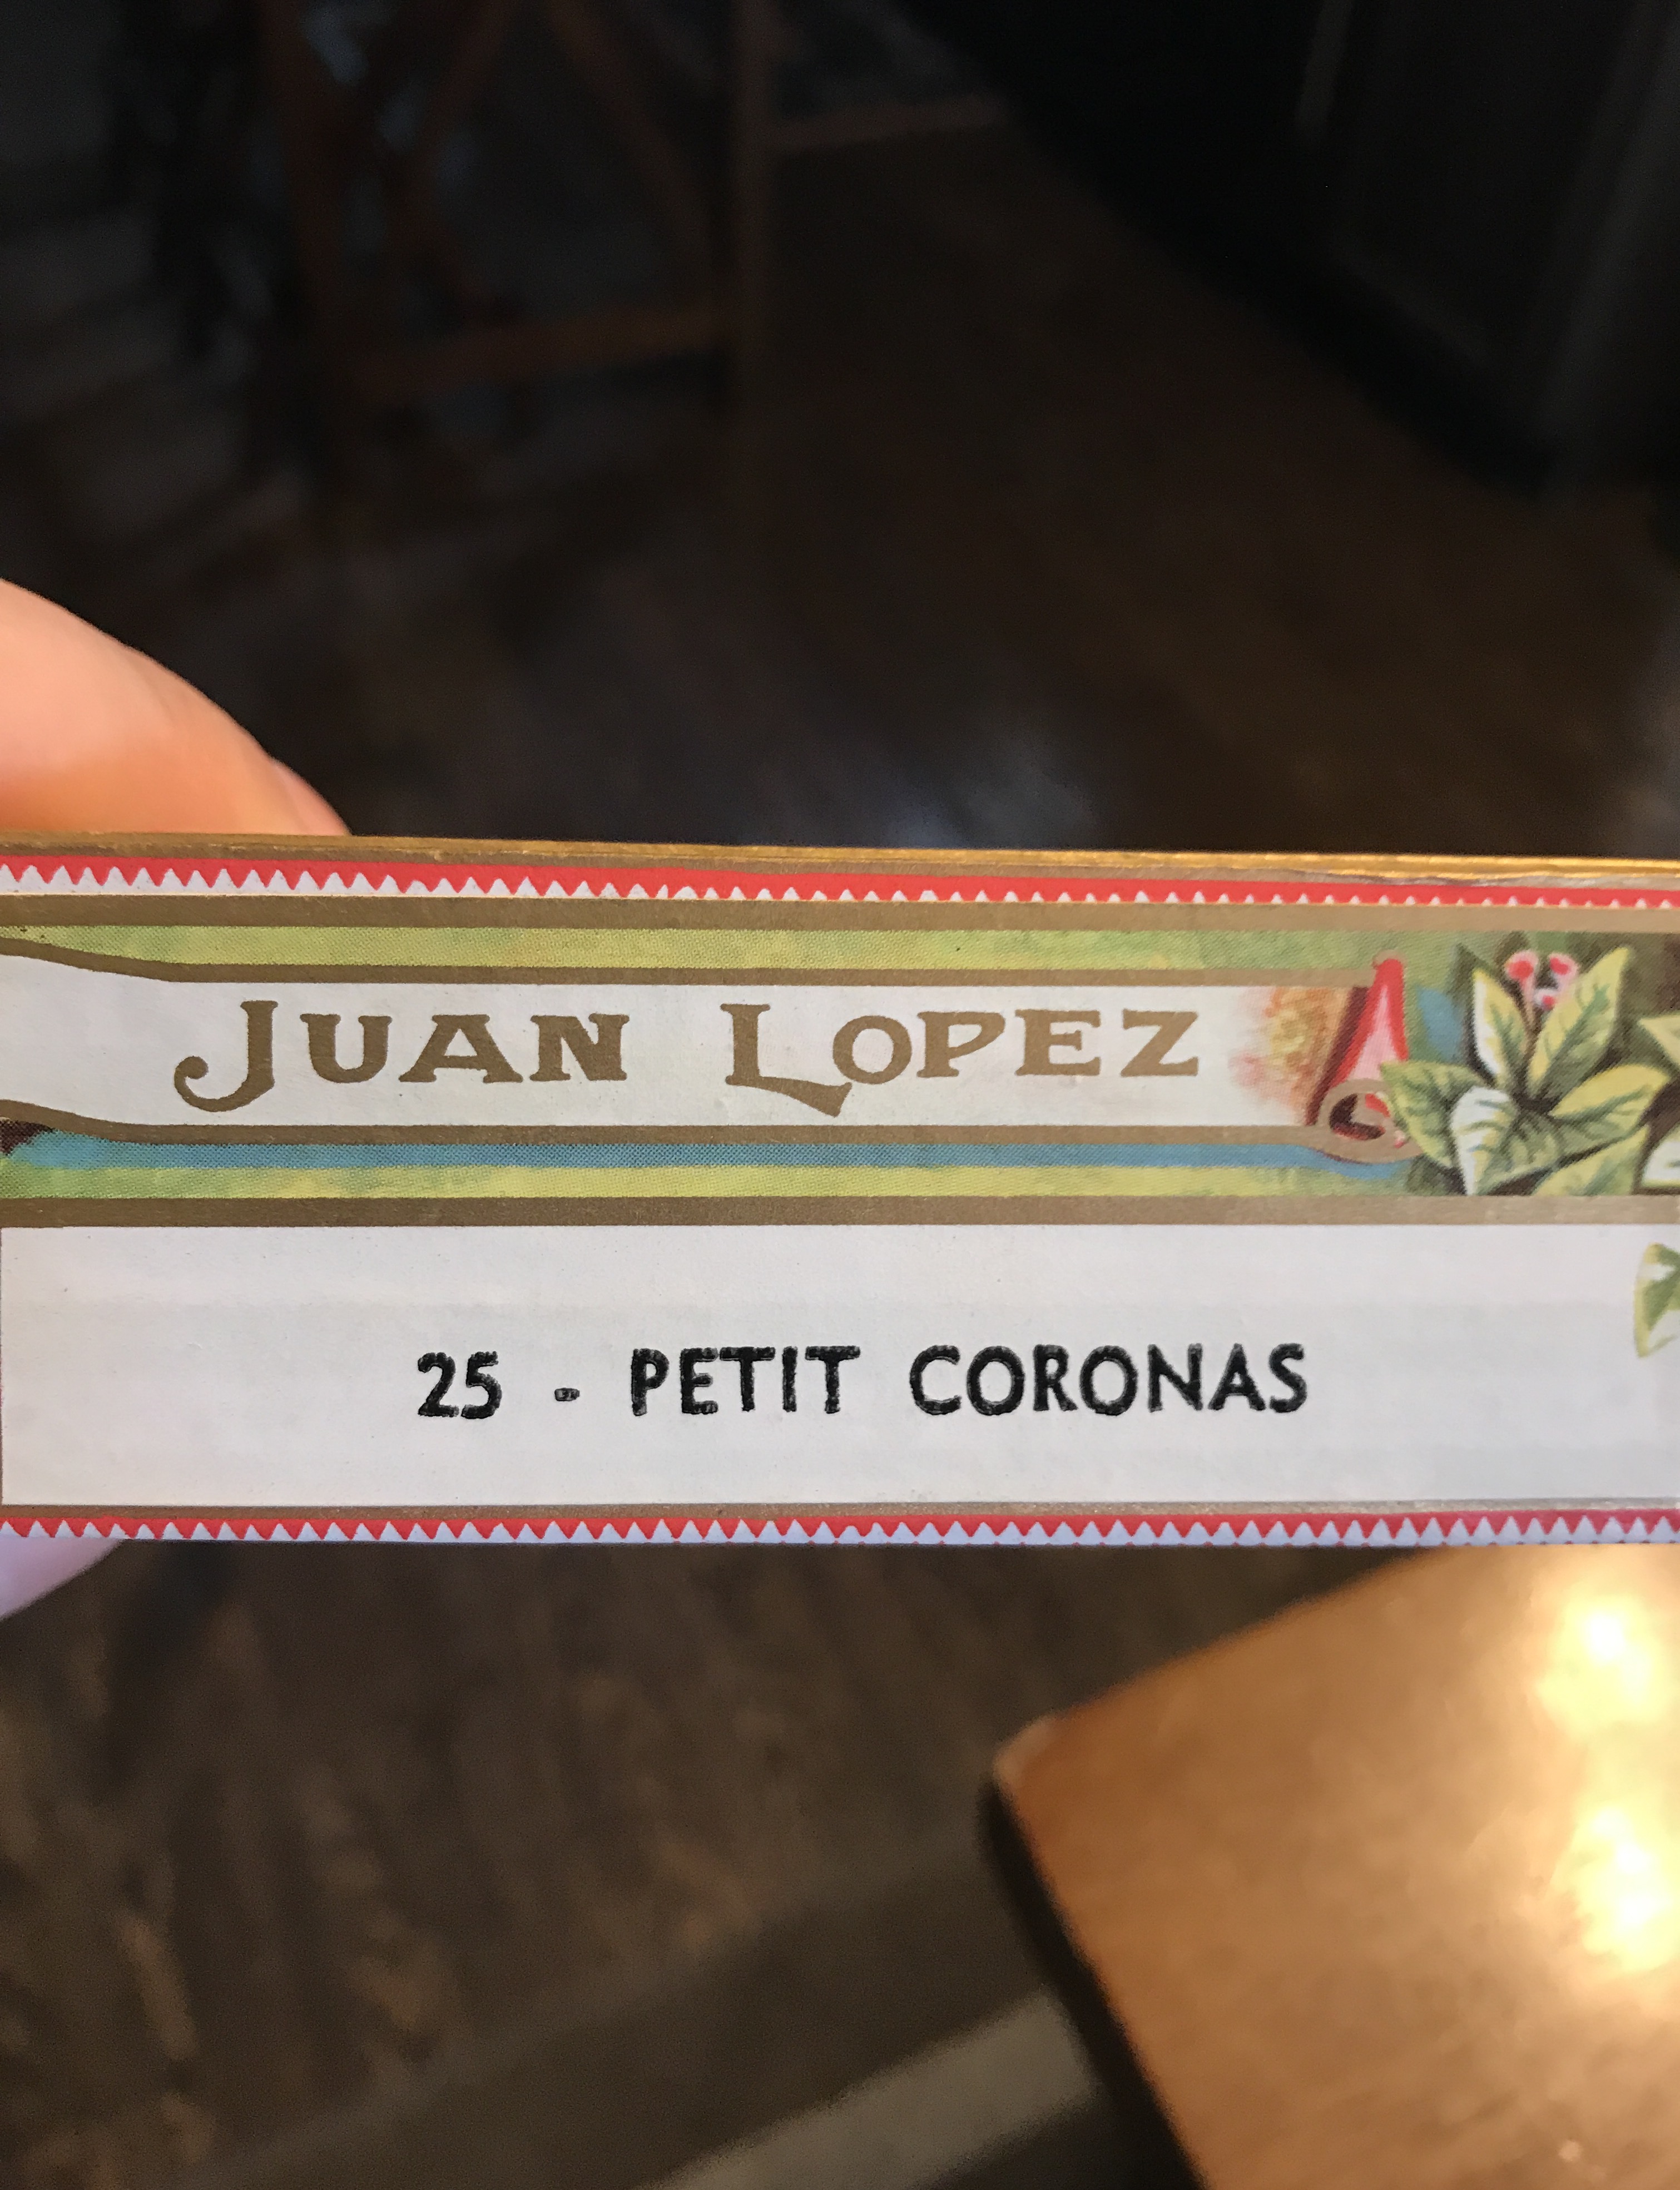 JUAN LOPEZ
25 - PETIT CORONAS